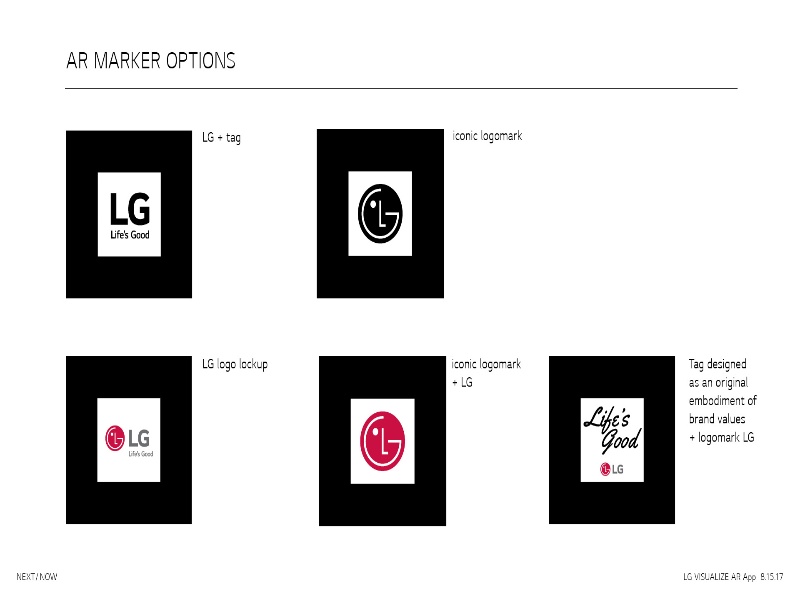 AR MARKER OPTIONS
LG + tag
LG
Life's Good
iconic logomark
LG
LG logo lockup
LG LG
Life's Good
iconic logomark
+ LG
LG
Life's
Good
LG
Tag designed
as an original
embodiment of
brand values
+ logomark LG
NEXT/NOW
LG VISUALIZE AR App 8.15.17